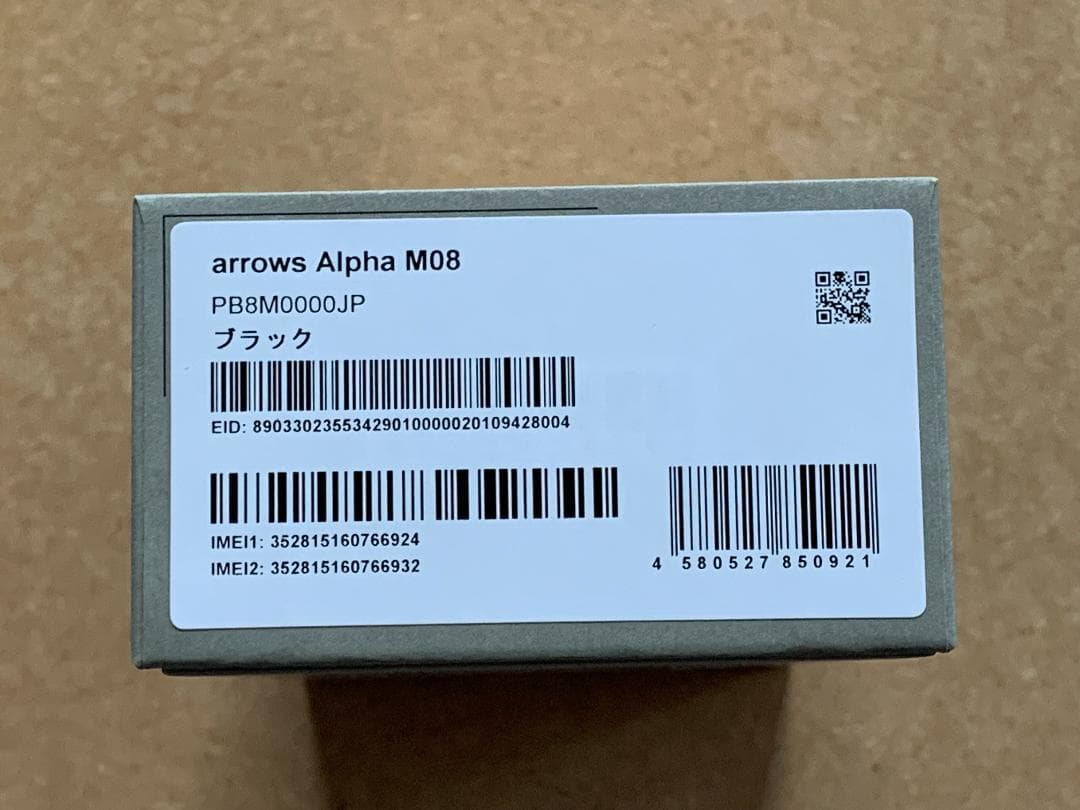 arrows Alpha M08
PB8M0000JP
ブラック
EID: 89033023553429010000020109428004
IMEI1: 352815160766924
IMEI2: 352815160766932
4 580527 850921